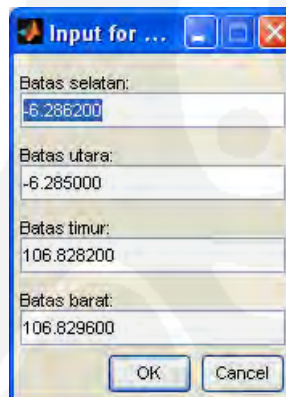 Input for ...
Batas selatan:
-6.286200
Batas utara:
-6.285000
Batas timur:
106.828200
Batas barat:
106.829600
OK Cancel